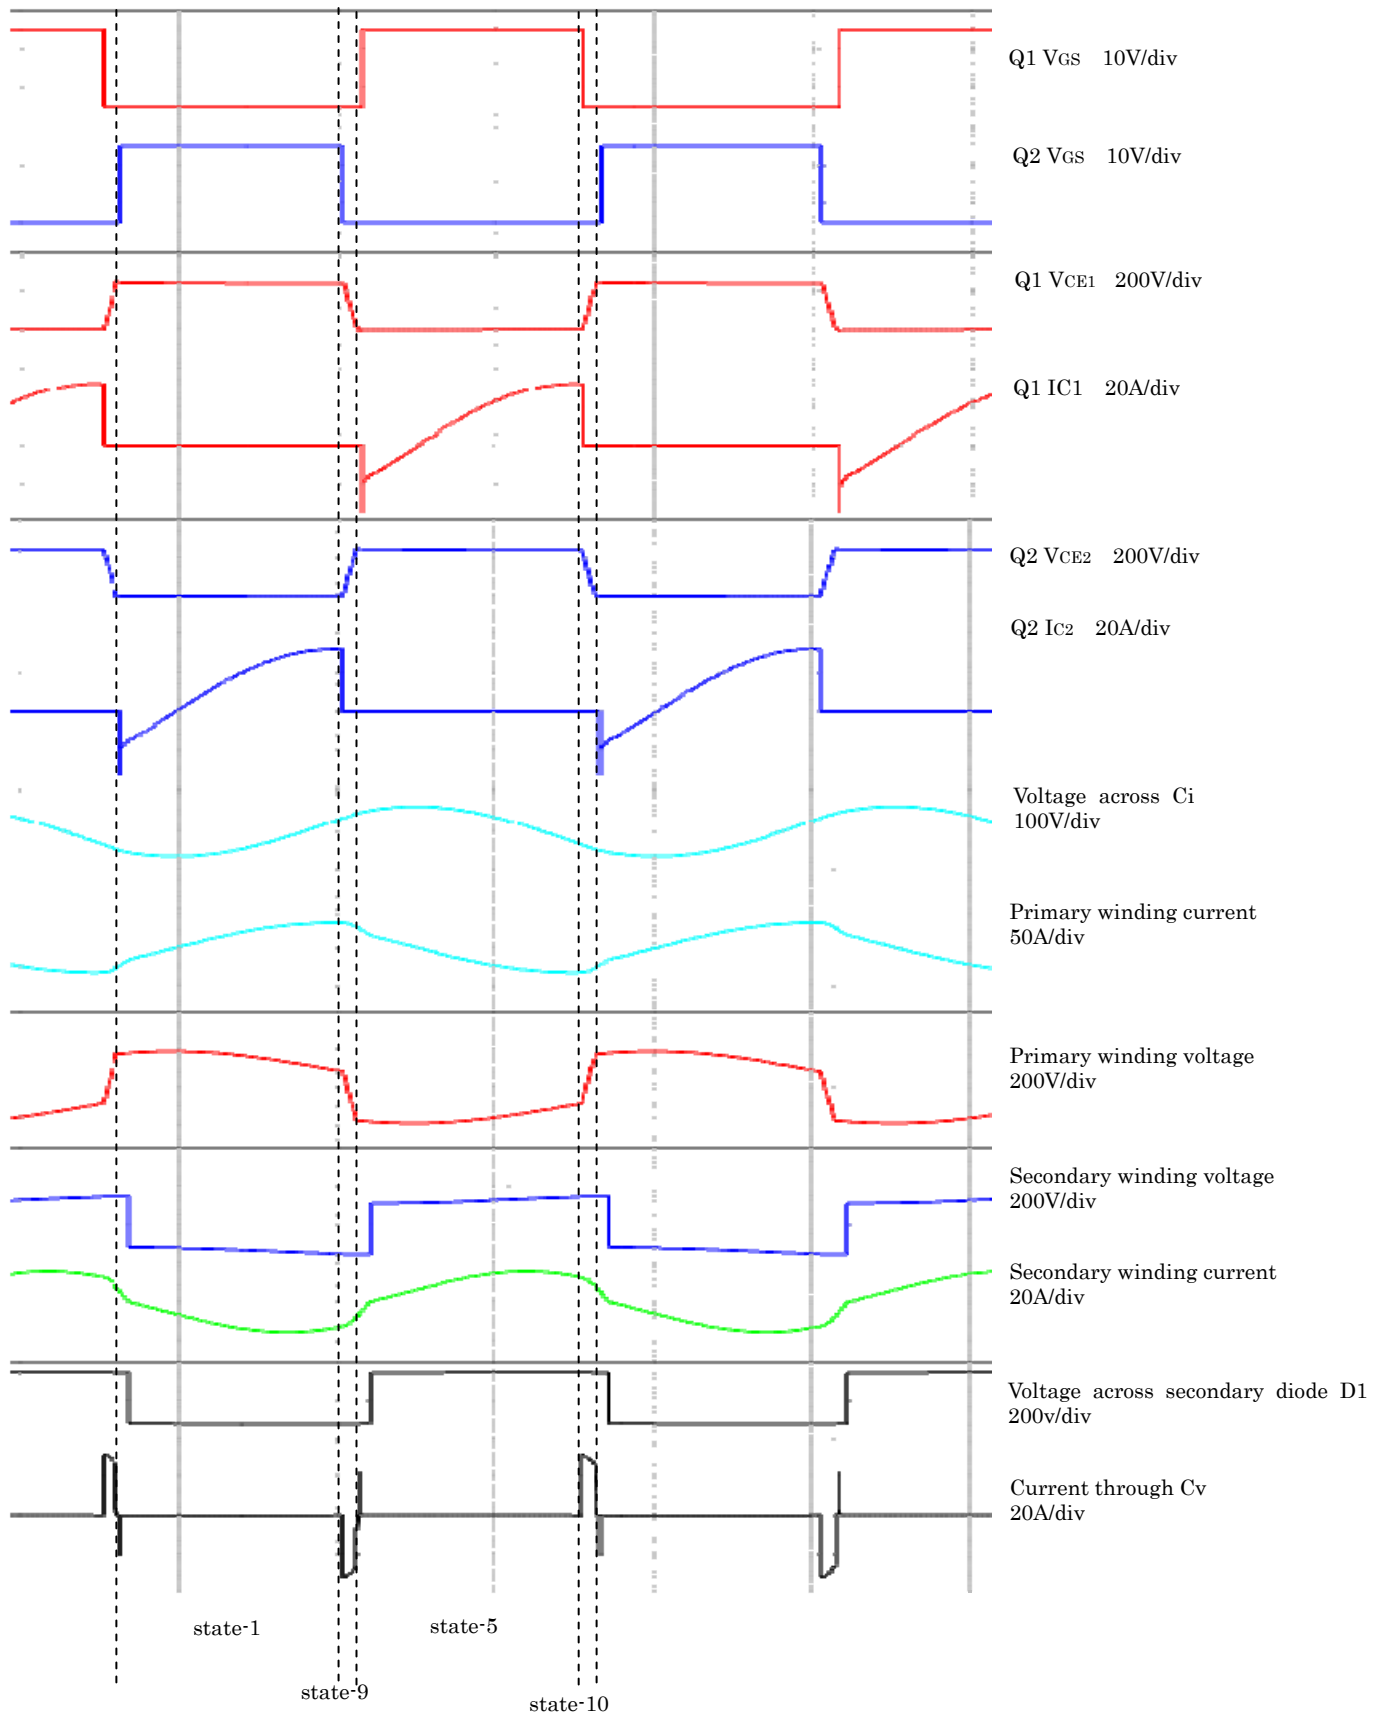 Q1 VGS 10V/div
Q2 VGS 10V/div
Q1 VCE1 200V/div
Q1 IC1 20A/div
Q2 VCE2 200V/div
Q2 IC2 20A/div
Voltage across Ci
100V/div
Primary winding current
50A/div
Primary winding voltage
200V/div
Secondary winding voltage
200V/div
Secondary winding current
20A/div
Voltage across secondary diode D1
200v/div
Current through Cv
20A/div
state-1
state-5
state-9
state-10